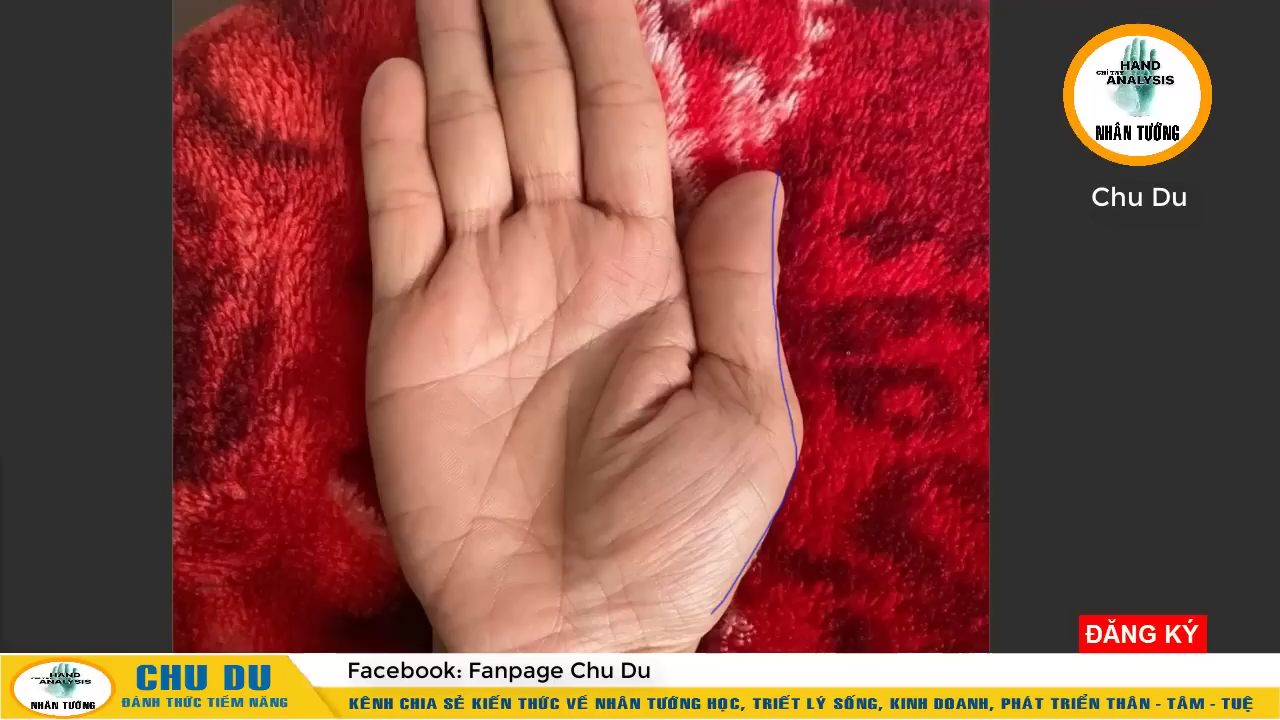 HAND
CHỈ TAY
ANALYSIS
NHÂN TƯỚNG
Chu Du
ĐĂNG KÝ
HAND
ANALYSIS
NHÂN TƯỚNG
CHU DU
ĐÁNH THỨC TIỀM NĂNG
Facebook: Fanpage Chu Du
KÊNH CHIA SẺ KIẾN THỨC VỀ NHÂN TƯỚNG HỌC, TRIẾT LÝ SỐNG, KINH DOANH, PHÁT TRIỂN THÂN - TÂM - TUỆ